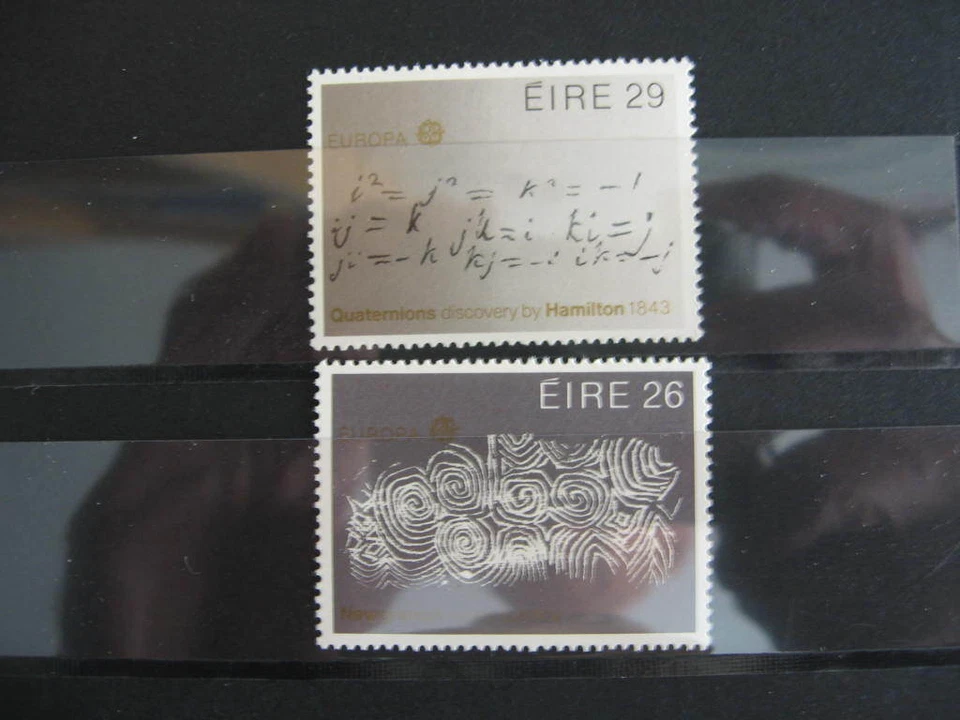 ÉIRE 29
EUROPA
i² = j² = k² = -1
ij = k jk = i ki = j
ji = -k kj = -i ik = -j
Quaternions discovery by Hamilton 1843
ÉIRE 26
EUROPA